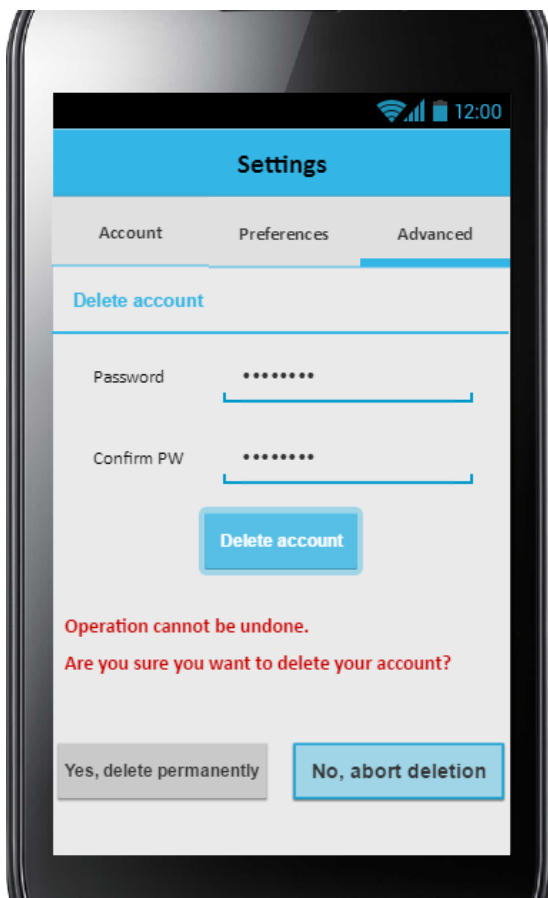 12:00
Settings
Account Preferences Advanced
Delete account
Password ••••••••
Confirm PW ••••••••
Delete account
Operation cannot be undone.
Are you sure you want to delete your account?
Yes, delete permanently No, abort deletion